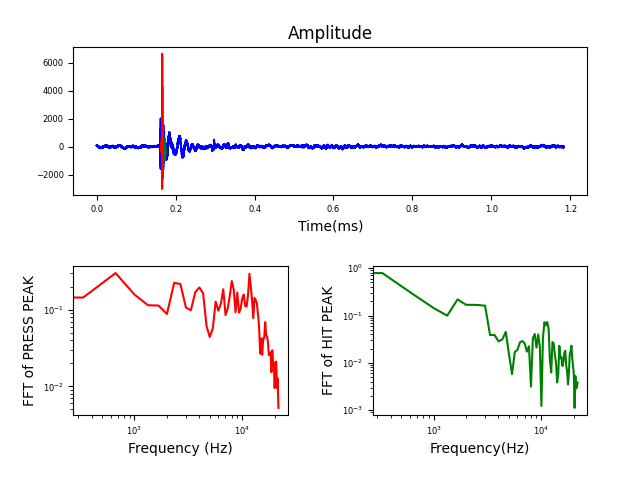 Amplitude
6000
4000
2000
0
−2000
0.0 0.2 0.4 0.6 0.8 1.0 1.2
Time(ms)
FFT of PRESS PEAK
10⁻¹
10⁻²
10³ 10⁴
Frequency (Hz)
FFT of HIT PEAK
10⁰
10⁻¹
10⁻²
10⁻³
10³ 10⁴
Frequency(Hz)